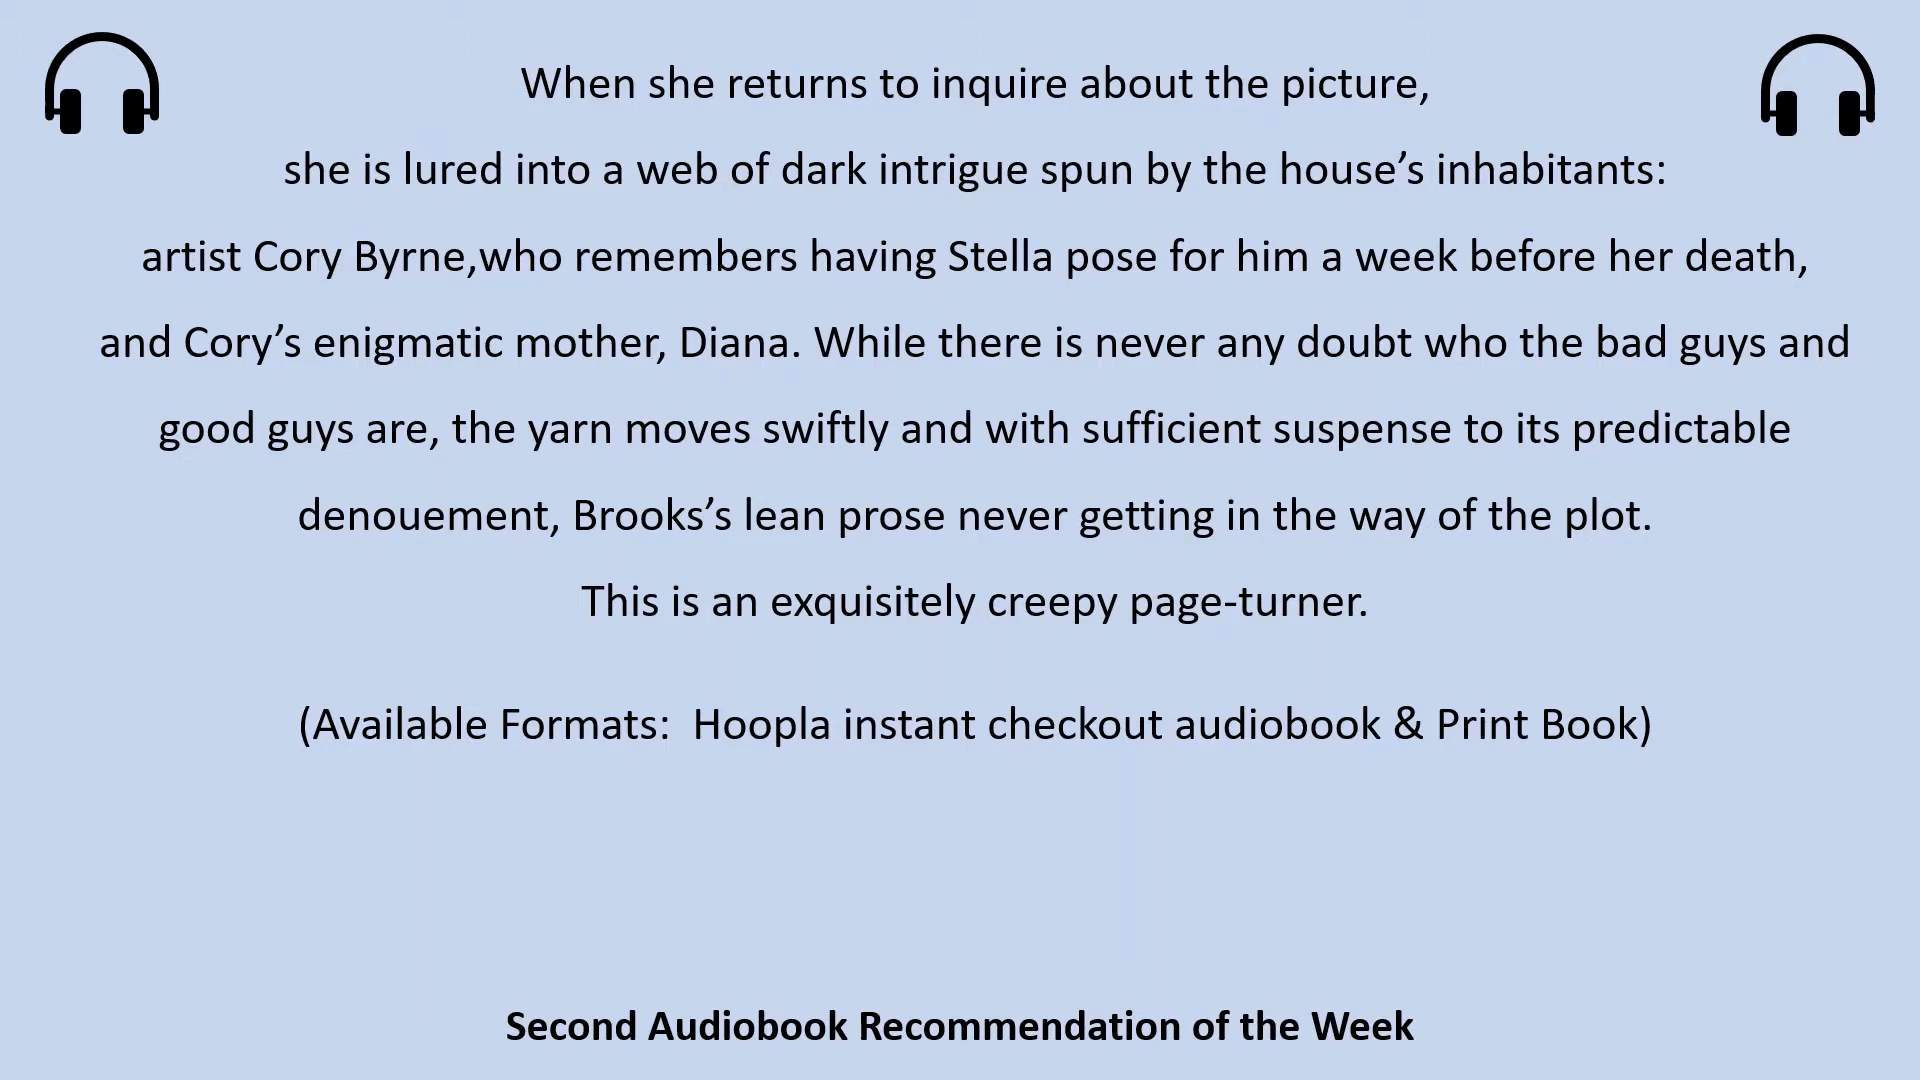 When she returns to inquire about the picture,
she is lured into a web of dark intrigue spun by the house’s inhabitants:
artist Cory Byrne,who remembers having Stella pose for him a week before her death,
and Cory’s enigmatic mother, Diana. While there is never any doubt who the bad guys and
good guys are, the yarn moves swiftly and with sufficient suspense to its predictable
denouement, Brooks’s lean prose never getting in the way of the plot.
This is an exquisitely creepy page-turner.
(Available Formats:  Hoopla instant checkout audiobook & Print Book)
Second Audiobook Recommendation of the Week